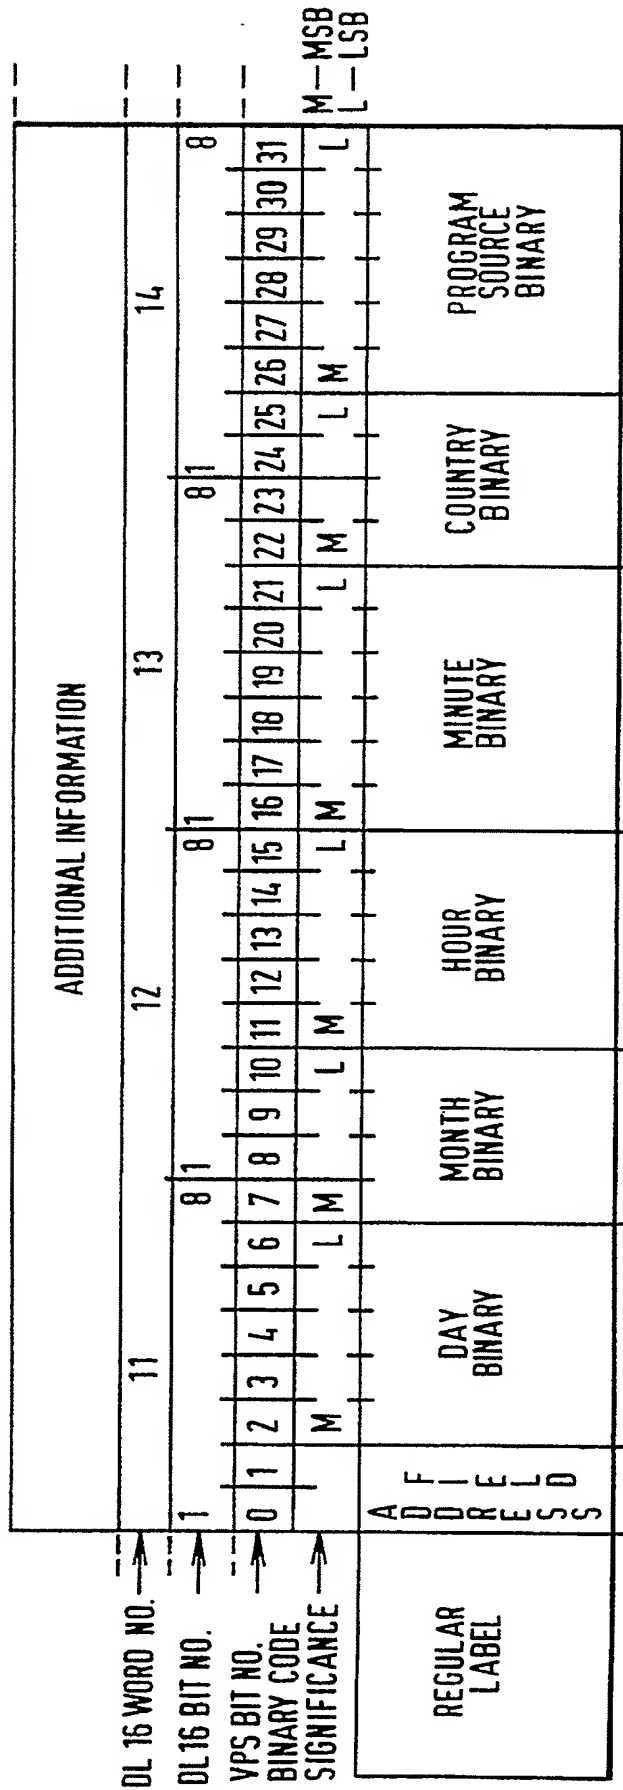 ADDITIONAL INFORMATION
DL 16 WORD NO.
11 12 13 14
DL 16 BIT NO.
1 8 1 8 1 8 1 8
VPS BIT NO.
0 1 2 3 4 5 6 7 8 9 10 11 12 13 14 15 16 17 18 19 20 21 22 23 24 25 26 27 28 29 30 31
BINARY CODE
SIGNIFICANCE
M L M L M L M L M L M L
M—MSB
L—LSB
REGULAR
LABEL
ADDRESS
FIELD
DAY
BINARY
MONTH
BINARY
HOUR
BINARY
MINUTE
BINARY
COUNTRY
BINARY
PROGRAM
SOURCE
BINARY